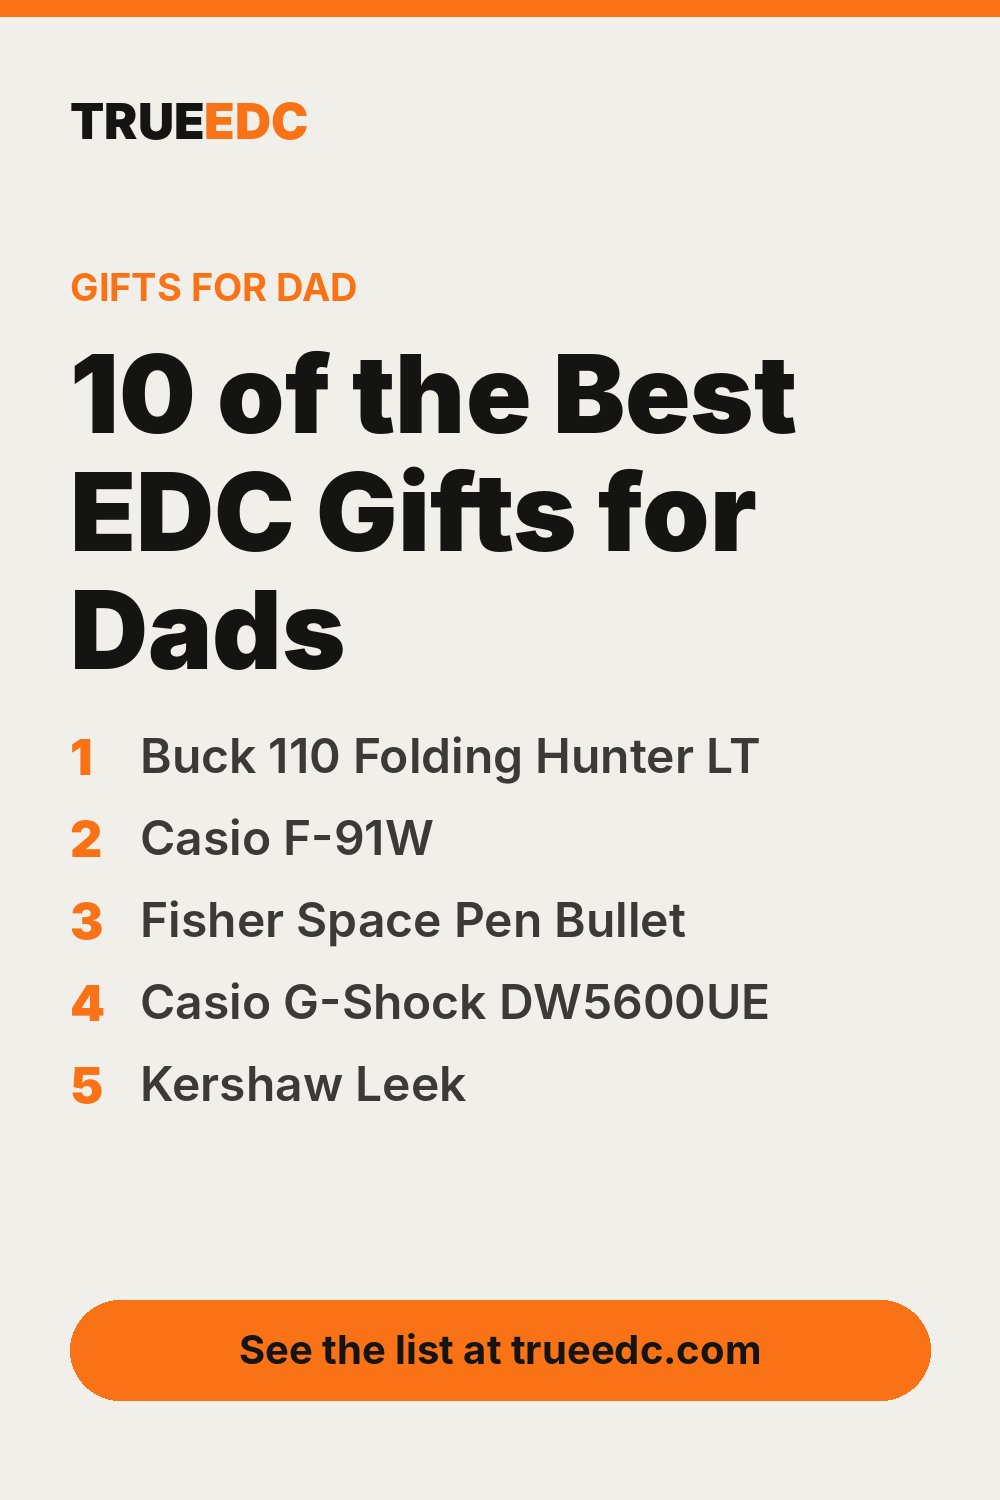 TRUEEDC
GIFTS FOR DAD
10 of the Best
EDC Gifts for
Dads
1 Buck 110 Folding Hunter LT
2 Casio F-91W
3 Fisher Space Pen Bullet
4 Casio G-Shock DW5600UE
5 Kershaw Leek
See the list at trueedc.com